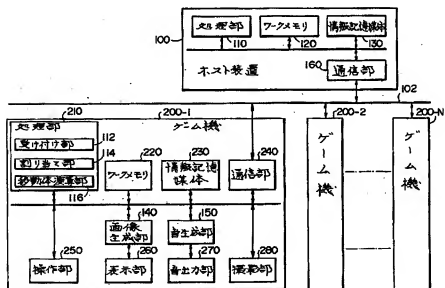 100
処理部
ワークメモリ
情報記憶媒体
110
120
130
ホスト装置
160
通信部
102
210
200-1
200-2
200-N
処理部
ゲーム機
112
受け付け部
114
割り当て部
移動体演算部
116
220
ワークメモリ
230
情報記憶媒体
240
通信部
ゲーム機
ゲーム機
140
画像生成部
150
音生成部
250
260
270
280
操作部
表示部
音出力部
撮影部